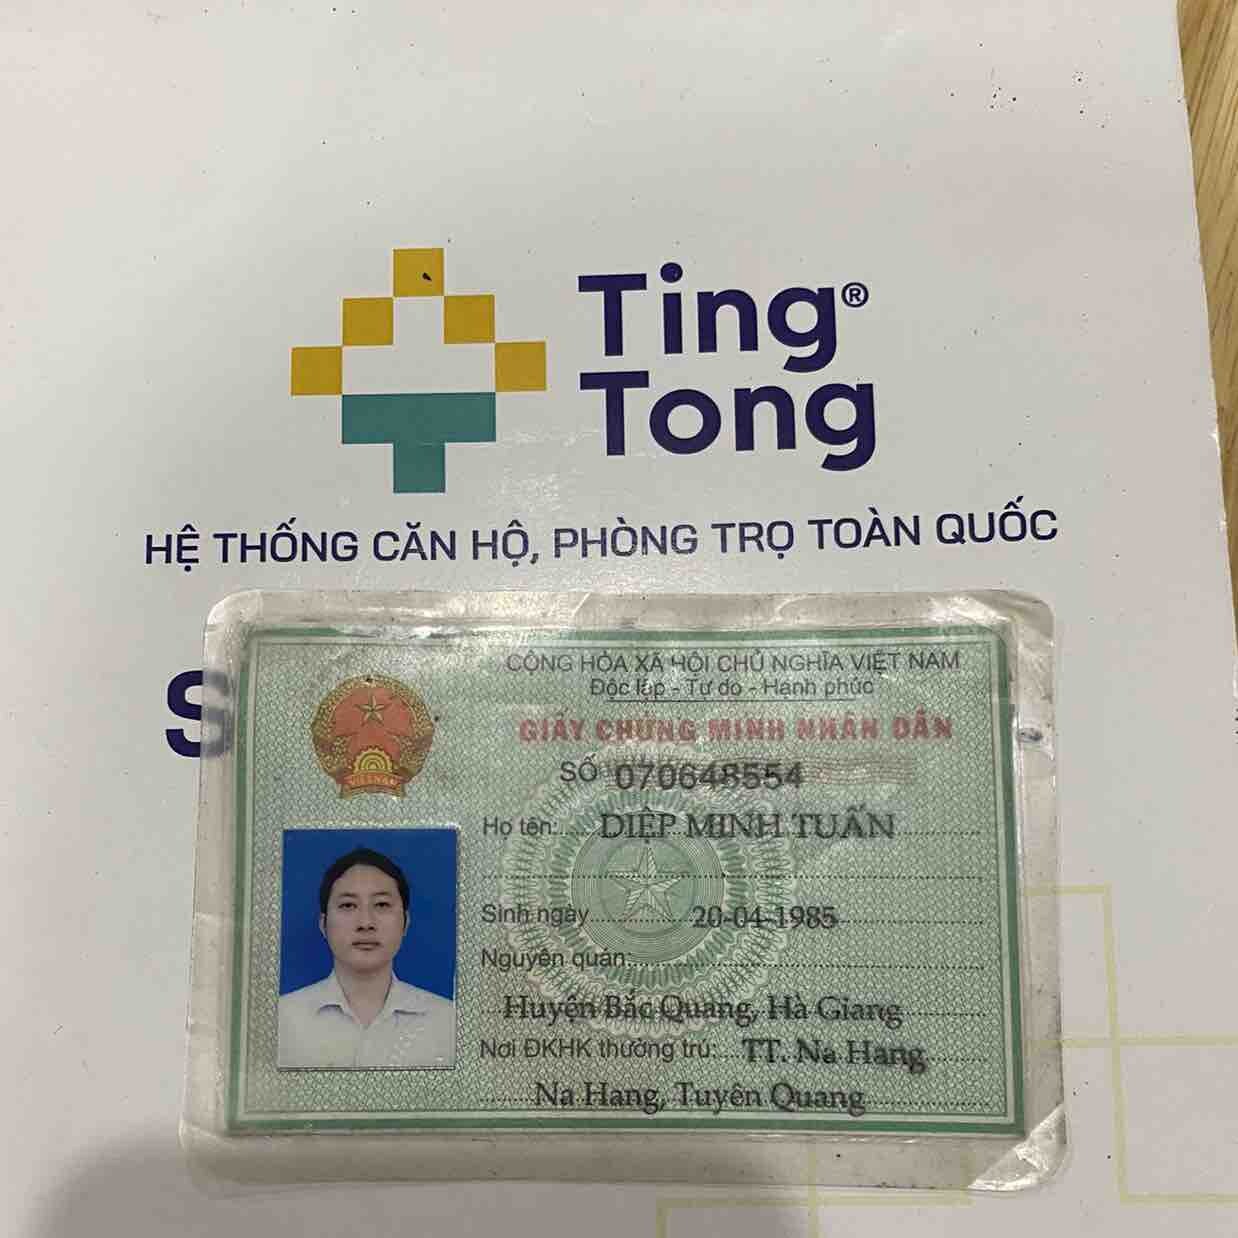 Ting®
Tong
HỆ THỐNG CĂN HỘ, PHÒNG TRỌ TOÀN QUỐC
S
CỘNG HÒA XÃ HỘI CHỦ NGHĨA VIỆT NAM
Độc lập - Tự do - Hạnh phúc
GIẤY CHỨNG MINH NHÂN DÂN
SỐ 070648554
VIETNAM
Họ tên: DIỆP MINH TUẤN
Sinh ngày 20-04-1985
Nguyên quán:
Huyện Bắc Quang, Hà Giang
Nơi ĐKHK thường trú: TT. Na Hang
Na Hang, Tuyên Quang